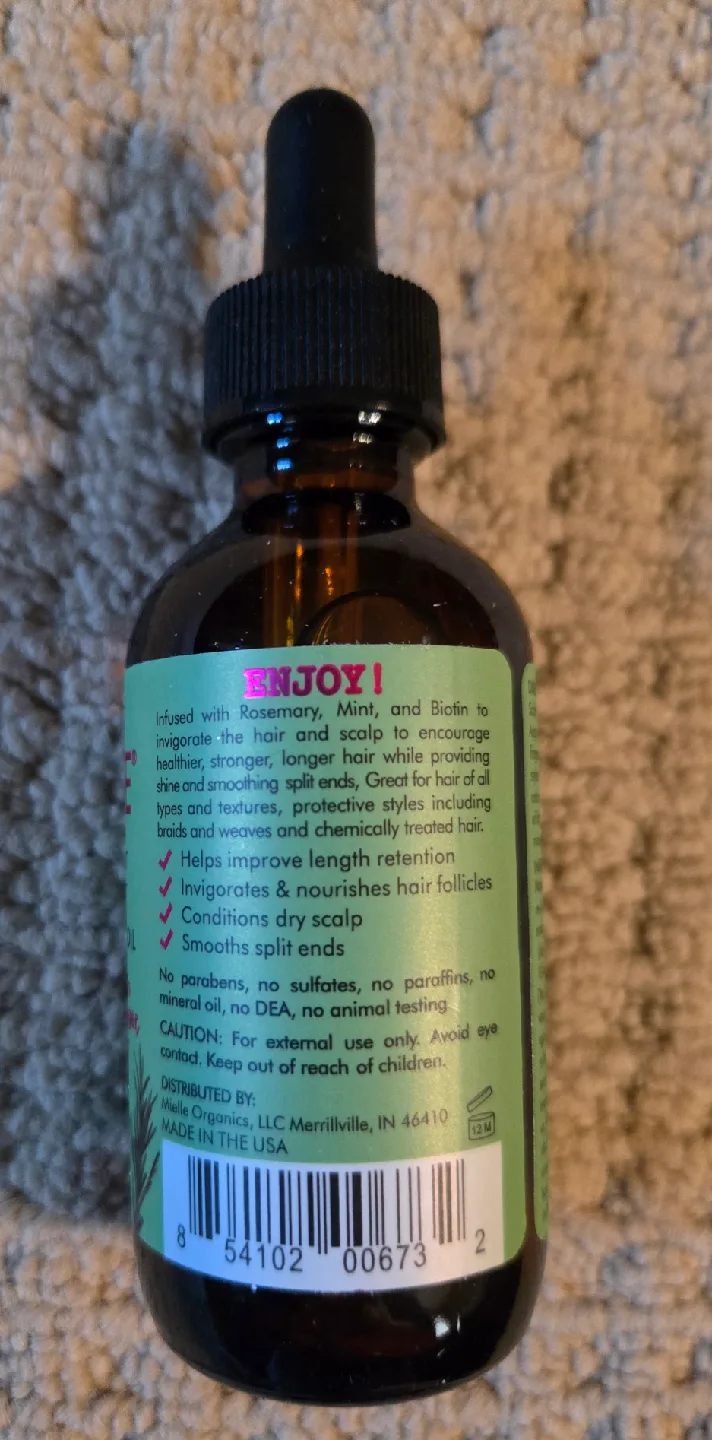 ENJOY!
Infused with Rosemary, Mint, and Biotin to
invigorate the hair and scalp to encourage
healthier, stronger, longer hair while providing
shine and smoothing split ends, Great for hair of all
types and textures, protective styles including
braids and weaves and chemically treated hair.
Helps improve length retention
Invigorates & nourishes hair follicles
Conditions dry scalp
Smooths split ends
No parabens, no sulfates, no paraffins, no
mineral oil, no DEA, no animal testing
CAUTION: For external use only. Avoid eye
contact. Keep out of reach of children.
DISTRIBUTED BY:
Mielle Organics, LLC Merrillville, IN 46410
MADE IN THE USA
12 M
8 54102 00673 2